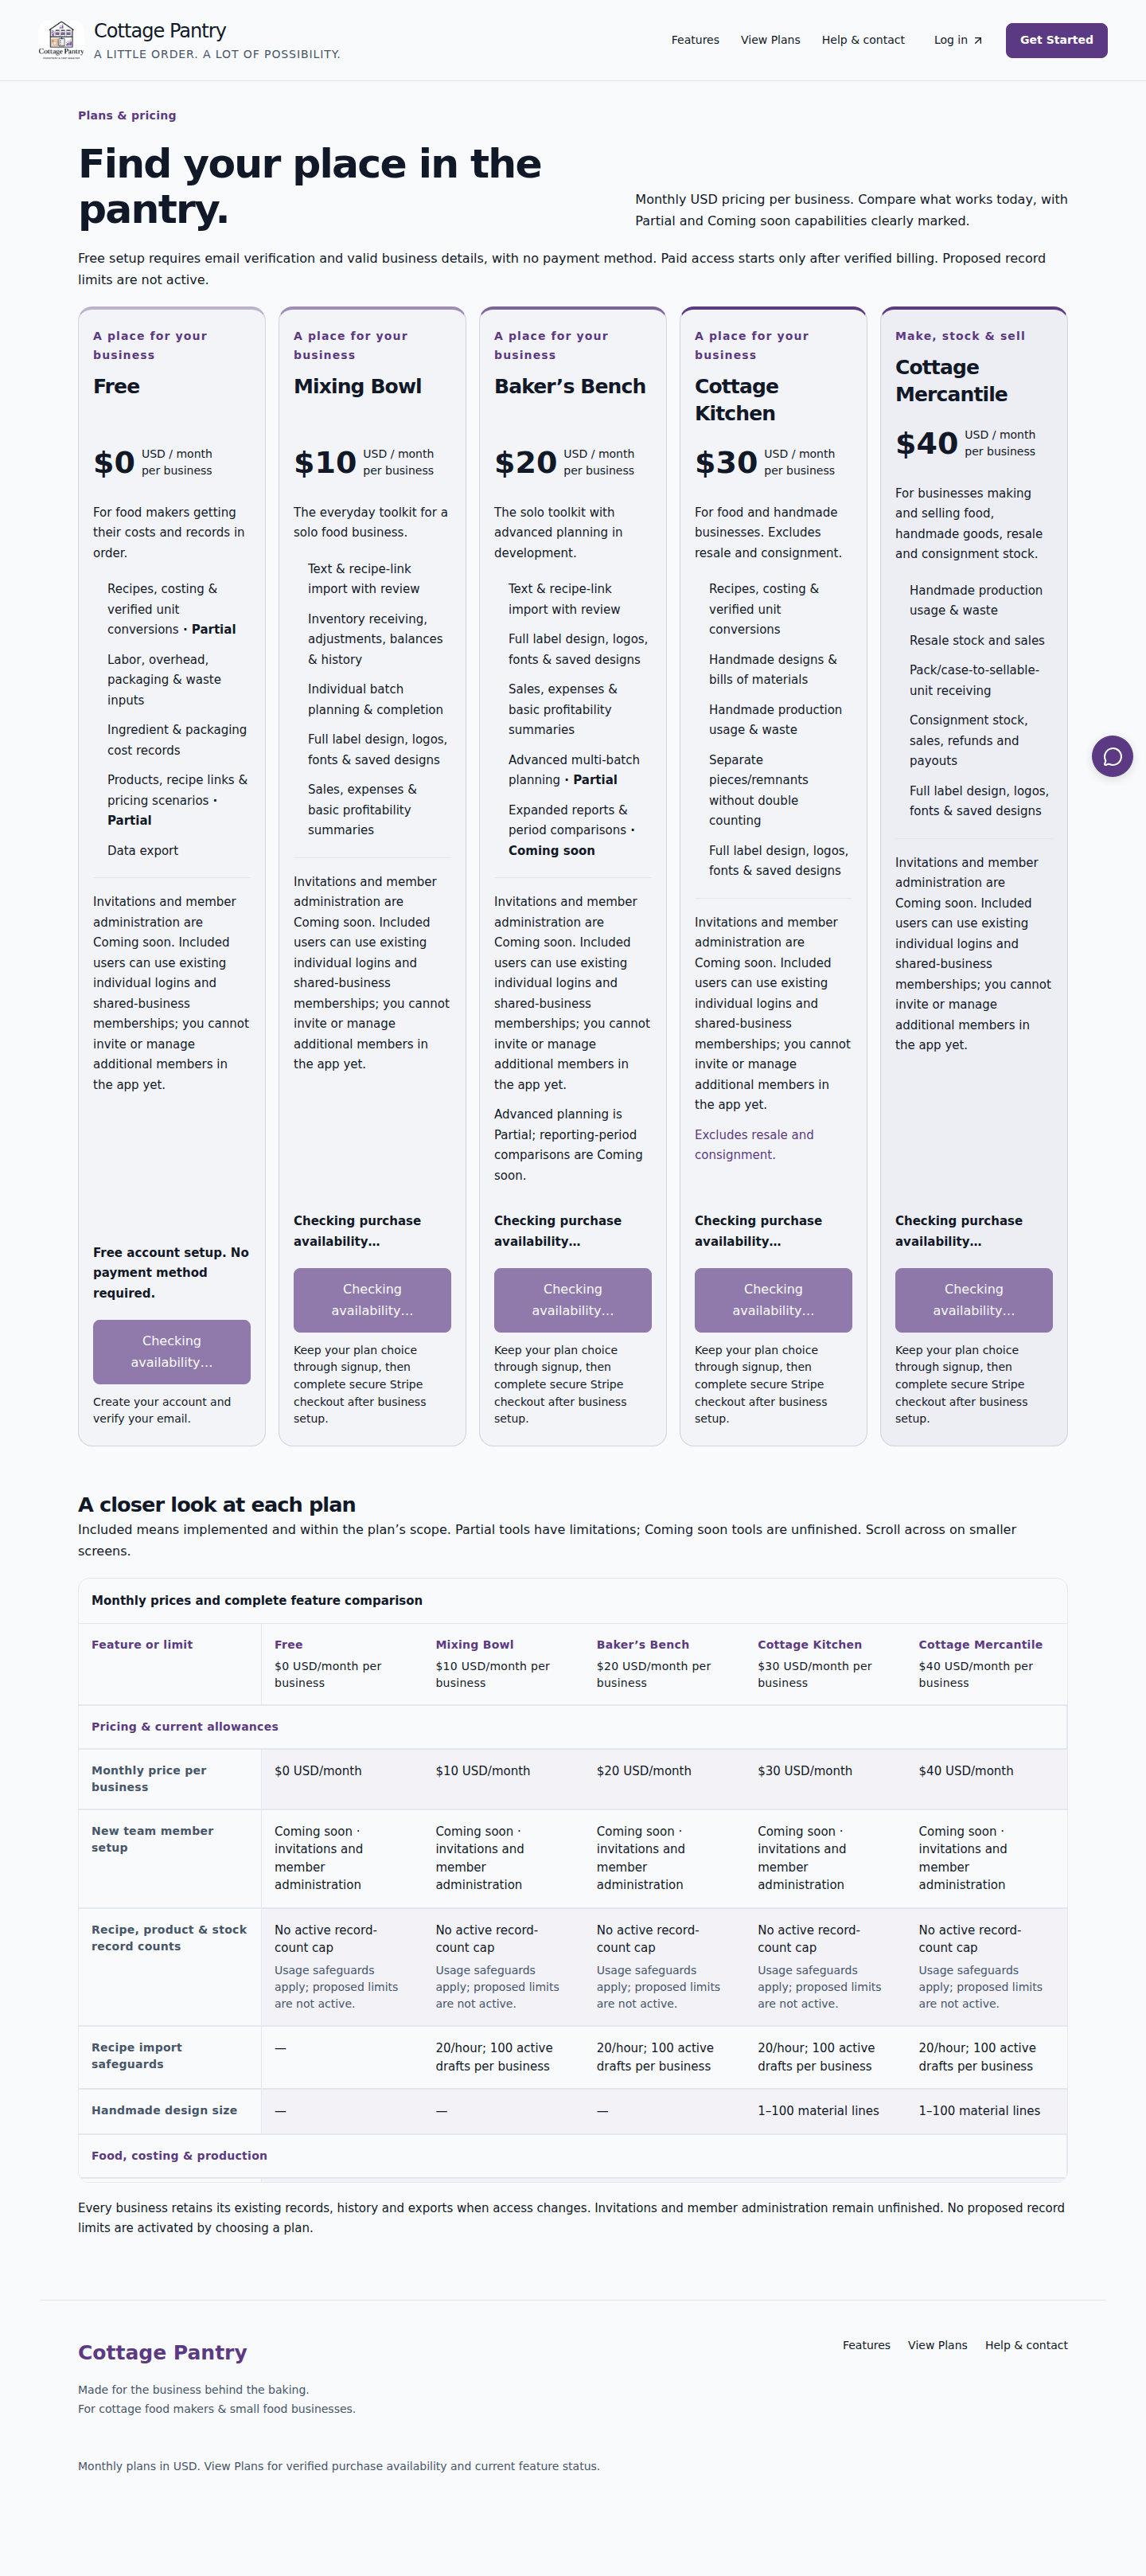 Cottage Pantry
Cottage Pantry
A LITTLE ORDER. A LOT OF POSSIBILITY.
Features
View Plans
Help & contact
Log in
Get Started
Plans & pricing
Find your place in the
pantry.
Monthly USD pricing per business. Compare what works today, with
Partial and Coming soon capabilities clearly marked.
Free setup requires email verification and valid business details, with no payment method. Paid access starts only after verified billing. Proposed record
limits are not active.
A place for your
business
Free
$0 USD / month
per business
For food makers getting
their costs and records in
order.
Recipes, costing &
verified unit
conversions · Partial
Labor, overhead,
packaging & waste
inputs
Ingredient & packaging
cost records
Products, recipe links &
pricing scenarios ·
Partial
Data export
Invitations and member
administration are
Coming soon. Included
users can use existing
individual logins and
shared-business
memberships; you cannot
invite or manage
additional members in
the app yet.
Free account setup. No
payment method
required.
Checking
availability…
Create your account and
verify your email.
A place for your
business
Mixing Bowl
$10 USD / month
per business
The everyday toolkit for a
solo food business.
Text & recipe-link
import with review
Inventory receiving,
adjustments, balances
& history
Individual batch
planning & completion
Full label design, logos,
fonts & saved designs
Sales, expenses &
basic profitability
summaries
Invitations and member
administration are
Coming soon. Included
users can use existing
individual logins and
shared-business
memberships; you cannot
invite or manage
additional members in
the app yet.
Checking purchase
availability…
Checking
availability…
Keep your plan choice
through signup, then
complete secure Stripe
checkout after business
setup.
A place for your
business
Baker’s Bench
$20 USD / month
per business
The solo toolkit with
advanced planning in
development.
Text & recipe-link
import with review
Full label design, logos,
fonts & saved designs
Sales, expenses &
basic profitability
summaries
Advanced multi-batch
planning · Partial
Expanded reports &
period comparisons ·
Coming soon
Invitations and member
administration are
Coming soon. Included
users can use existing
individual logins and
shared-business
memberships; you cannot
invite or manage
additional members in
the app yet.
Advanced planning is
Partial; reporting-period
comparisons are Coming
soon.
Checking purchase
availability…
Checking
availability…
Keep your plan choice
through signup, then
complete secure Stripe
checkout after business
setup.
A place for your
business
Cottage
Kitchen
$30 USD / month
per business
For food and handmade
businesses. Excludes
resale and consignment.
Recipes, costing &
verified unit
conversions
Handmade designs &
bills of materials
Handmade production
usage & waste
Separate
pieces/remnants
without double
counting
Full label design, logos,
fonts & saved designs
Invitations and member
administration are
Coming soon. Included
users can use existing
individual logins and
shared-business
memberships; you cannot
invite or manage
additional members in
the app yet.
Excludes resale and
consignment.
Checking purchase
availability…
Checking
availability…
Keep your plan choice
through signup, then
complete secure Stripe
checkout after business
setup.
Make, stock & sell
Cottage
Mercantile
$40 USD / month
per business
For businesses making
and selling food,
handmade goods, resale
and consignment stock.
Handmade production
usage & waste
Resale stock and sales
Pack/case-to-sellable-
unit receiving
Consignment stock,
sales, refunds and
payouts
Full label design, logos,
fonts & saved designs
Invitations and member
administration are
Coming soon. Included
users can use existing
individual logins and
shared-business
memberships; you cannot
invite or manage
additional members in
the app yet.
Checking purchase
availability…
Checking
availability…
Keep your plan choice
through signup, then
complete secure Stripe
checkout after business
setup.
A closer look at each plan
Included means implemented and within the plan’s scope. Partial tools have limitations; Coming soon tools are unfinished. Scroll across on smaller
screens.
Monthly prices and complete feature comparison
Feature or limit
Free
$0 USD/month per
business
Mixing Bowl
$10 USD/month per
business
Baker’s Bench
$20 USD/month per
business
Cottage Kitchen
$30 USD/month per
business
Cottage Mercantile
$40 USD/month per
business
Pricing & current allowances
Monthly price per
business
$0 USD/month
$10 USD/month
$20 USD/month
$30 USD/month
$40 USD/month
New team member
setup
Coming soon ·
invitations and
member
administration
Coming soon ·
invitations and
member
administration
Coming soon ·
invitations and
member
administration
Coming soon ·
invitations and
member
administration
Coming soon ·
invitations and
member
administration
Recipe, product & stock
record counts
No active record-
count cap
Usage safeguards
apply; proposed limits
are not active.
No active record-
count cap
Usage safeguards
apply; proposed limits
are not active.
No active record-
count cap
Usage safeguards
apply; proposed limits
are not active.
No active record-
count cap
Usage safeguards
apply; proposed limits
are not active.
No active record-
count cap
Usage safeguards
apply; proposed limits
are not active.
Recipe import
safeguards
—
20/hour; 100 active
drafts per business
20/hour; 100 active
drafts per business
20/hour; 100 active
drafts per business
20/hour; 100 active
drafts per business
Handmade design size
—
—
—
1–100 material lines
1–100 material lines
Food, costing & production
Every business retains its existing records, history and exports when access changes. Invitations and member administration remain unfinished. No proposed record
limits are activated by choosing a plan.
Cottage Pantry
Features
View Plans
Help & contact
Made for the business behind the baking.
For cottage food makers & small food businesses.
Monthly plans in USD. View Plans for verified purchase availability and current feature status.